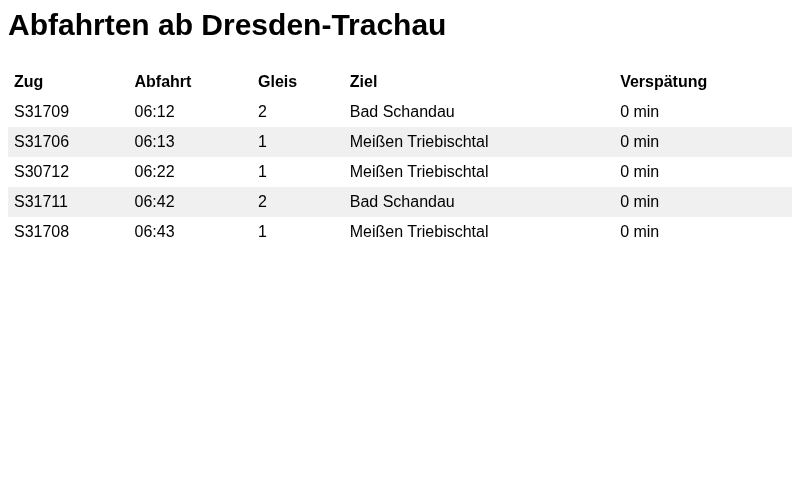 Abfahrten ab Dresden-Trachau
Zug Abfahrt Gleis Ziel Verspätung
S31709 06:12 2 Bad Schandau 0 min
S31706 06:13 1 Meißen Triebischtal 0 min
S30712 06:22 1 Meißen Triebischtal 0 min
S31711 06:42 2 Bad Schandau 0 min
S31708 06:43 1 Meißen Triebischtal 0 min